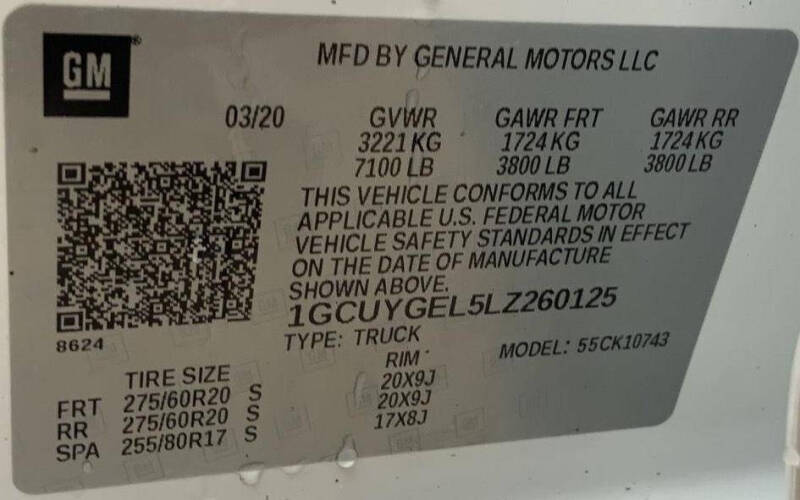 GM
MFD BY GENERAL MOTORS LLC
03/20 GVWR GAWR FRT GAWR RR
3221 KG 1724 KG 1724 KG
7100 LB 3800 LB 3800 LB
THIS VEHICLE CONFORMS TO ALL
APPLICABLE U.S. FEDERAL MOTOR
VEHICLE SAFETY STANDARDS IN EFFECT
ON THE DATE OF MANUFACTURE
SHOWN ABOVE.
1GCUYGEL5LZ260125
8624
TYPE: TRUCK MODEL: 55CK10743
TIRE SIZE RIM
FRT 275/60R20 S 20X9J
RR 275/60R20 S 20X9J
SPA 255/80R17 S 17X8J